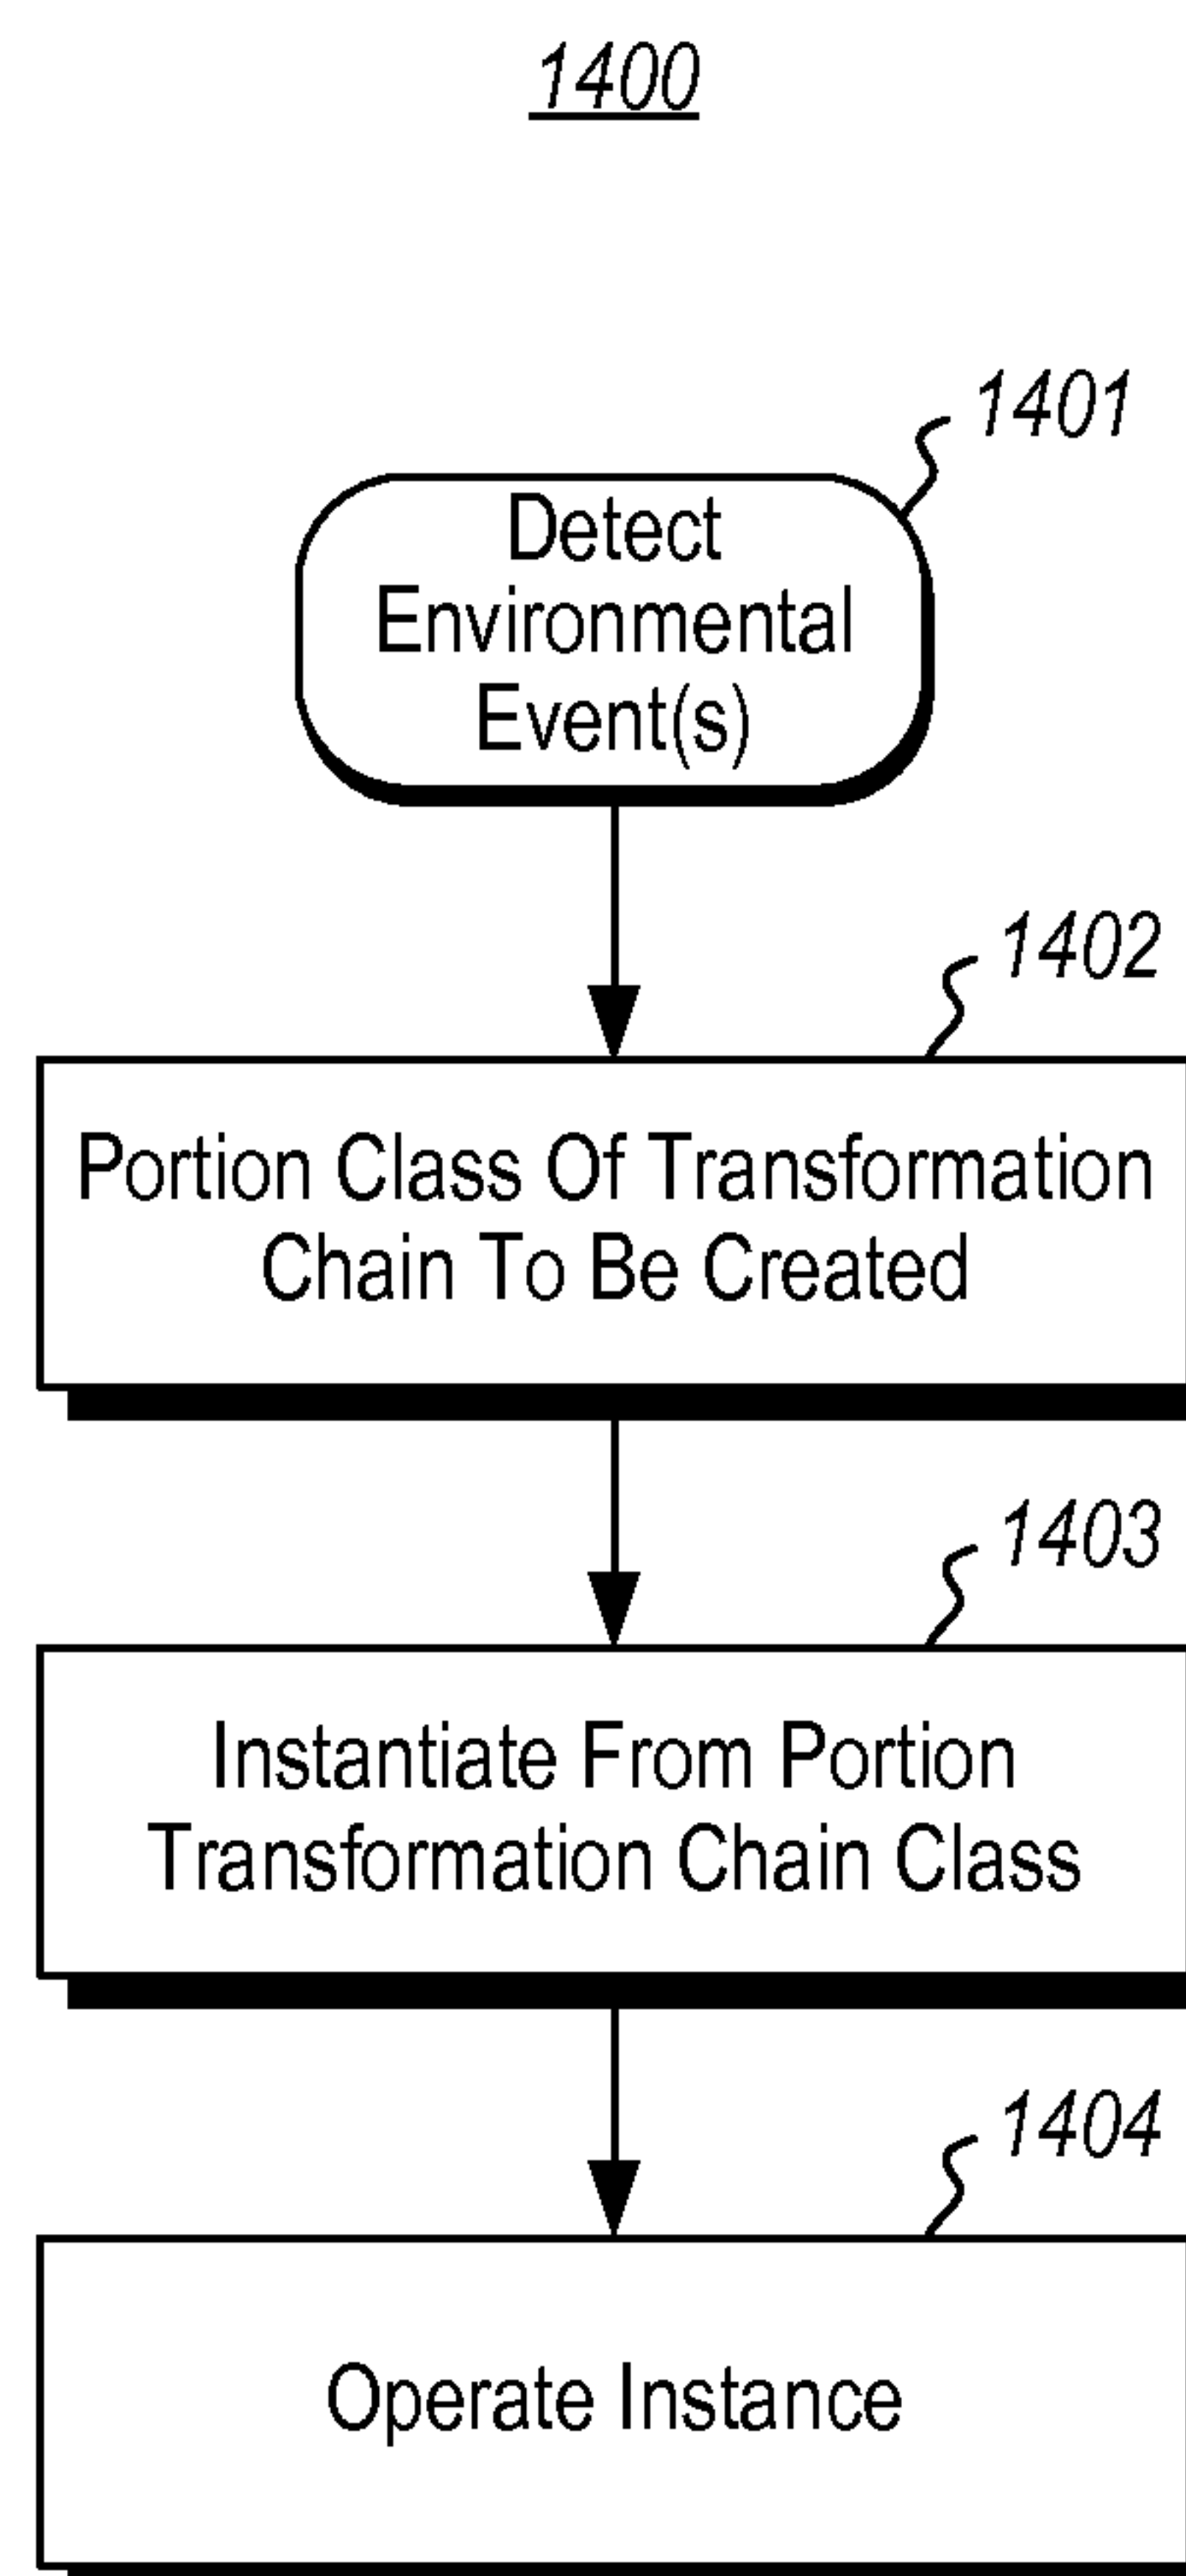 1400
1401
Detect
Environmental
Event(s)
1402
Portion Class Of Transformation
Chain To Be Created
1403
Instantiate From Portion
Transformation Chain Class
1404
Operate Instance